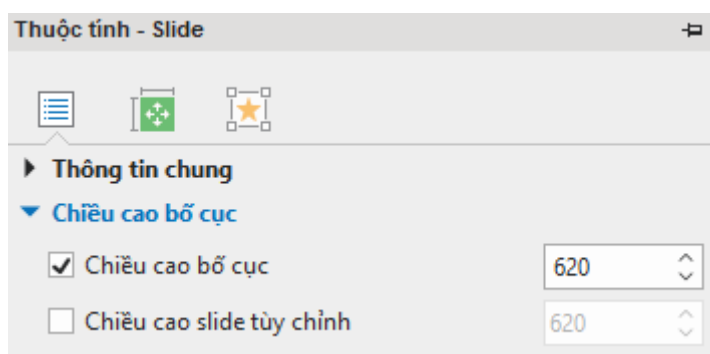 Thuộc tính - Slide
Thông tin chung
Chiều cao bố cục
Chiều cao bố cục 620
Chiều cao slide tùy chỉnh 620